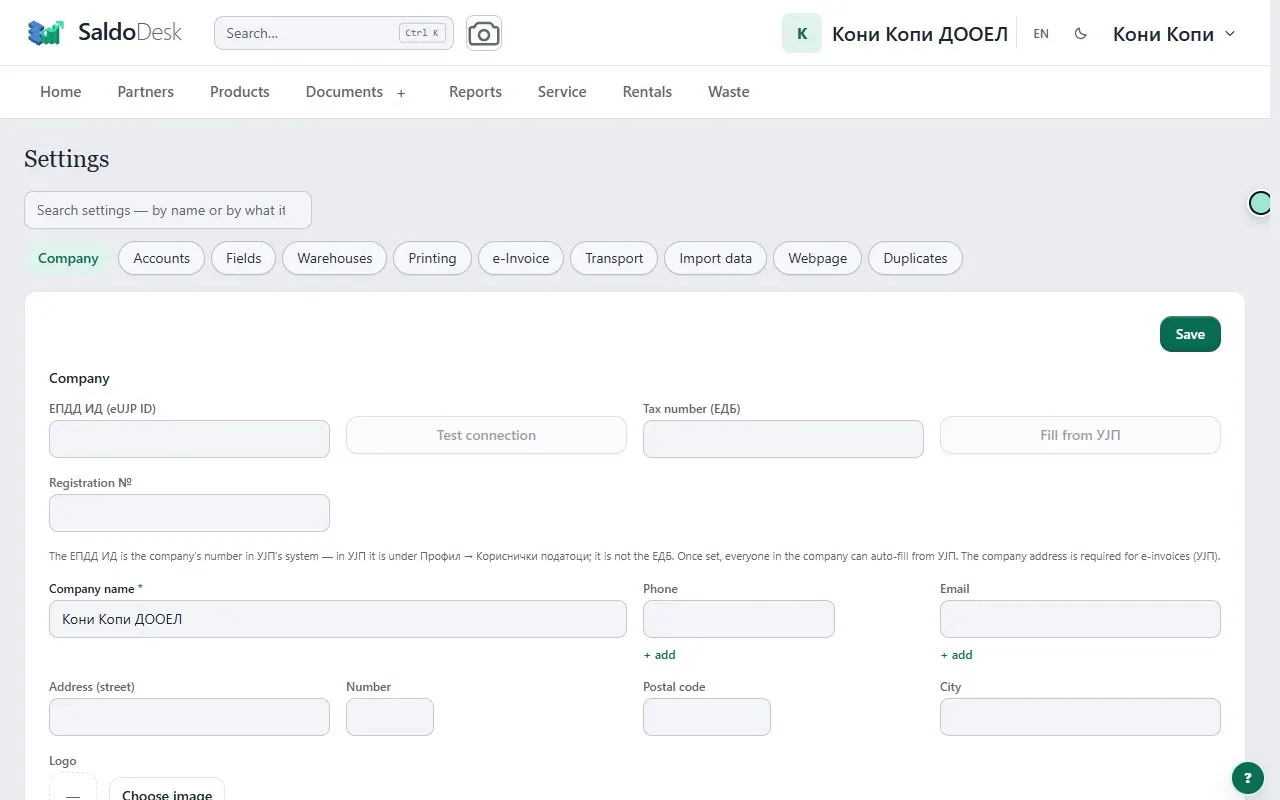 SaldoDesk
Search...
Ctrl K
K
Кони Копи ДООЕЛ
EN
Кони Копи
Home
Partners
Products
Documents +
Reports
Service
Rentals
Waste
Settings
Search settings — by name or by what it
Company
Accounts
Fields
Warehouses
Printing
e-Invoice
Transport
Import data
Webpage
Duplicates
Save
Company
ЕПДД ИД (eUJP ID)
Test connection
Tax number (ЕДБ)
Fill from УЈП
Registration №
The ЕПДД ИД is the company's number in УЈП's system — in УЈП it is under Профил → Кориснички податоци; it is not the ЕДБ. Once set, everyone in the company can auto-fill from УЈП. The company address is required for e-invoices (УЈП).
Company name *
Phone
Email
Кони Копи ДООЕЛ
+ add
+ add
Address (street)
Number
Postal code
City
Logo
—
Choose image
?